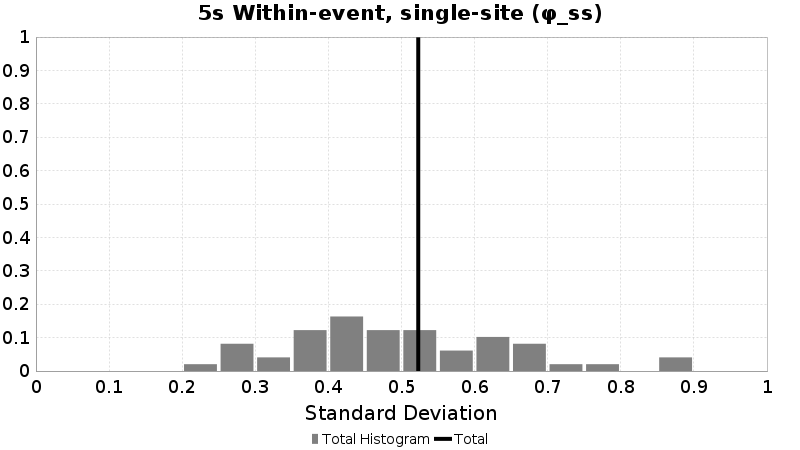 5s Within-event, single-site (φ_ss)
1
0.9
0.8
0.7
0.6
0.5
0.4
0.3
0.2
0.1
0
0 0.1 0.2 0.3 0.4 0.5 0.6 0.7 0.8 0.9 1
Standard Deviation
Total Histogram Total